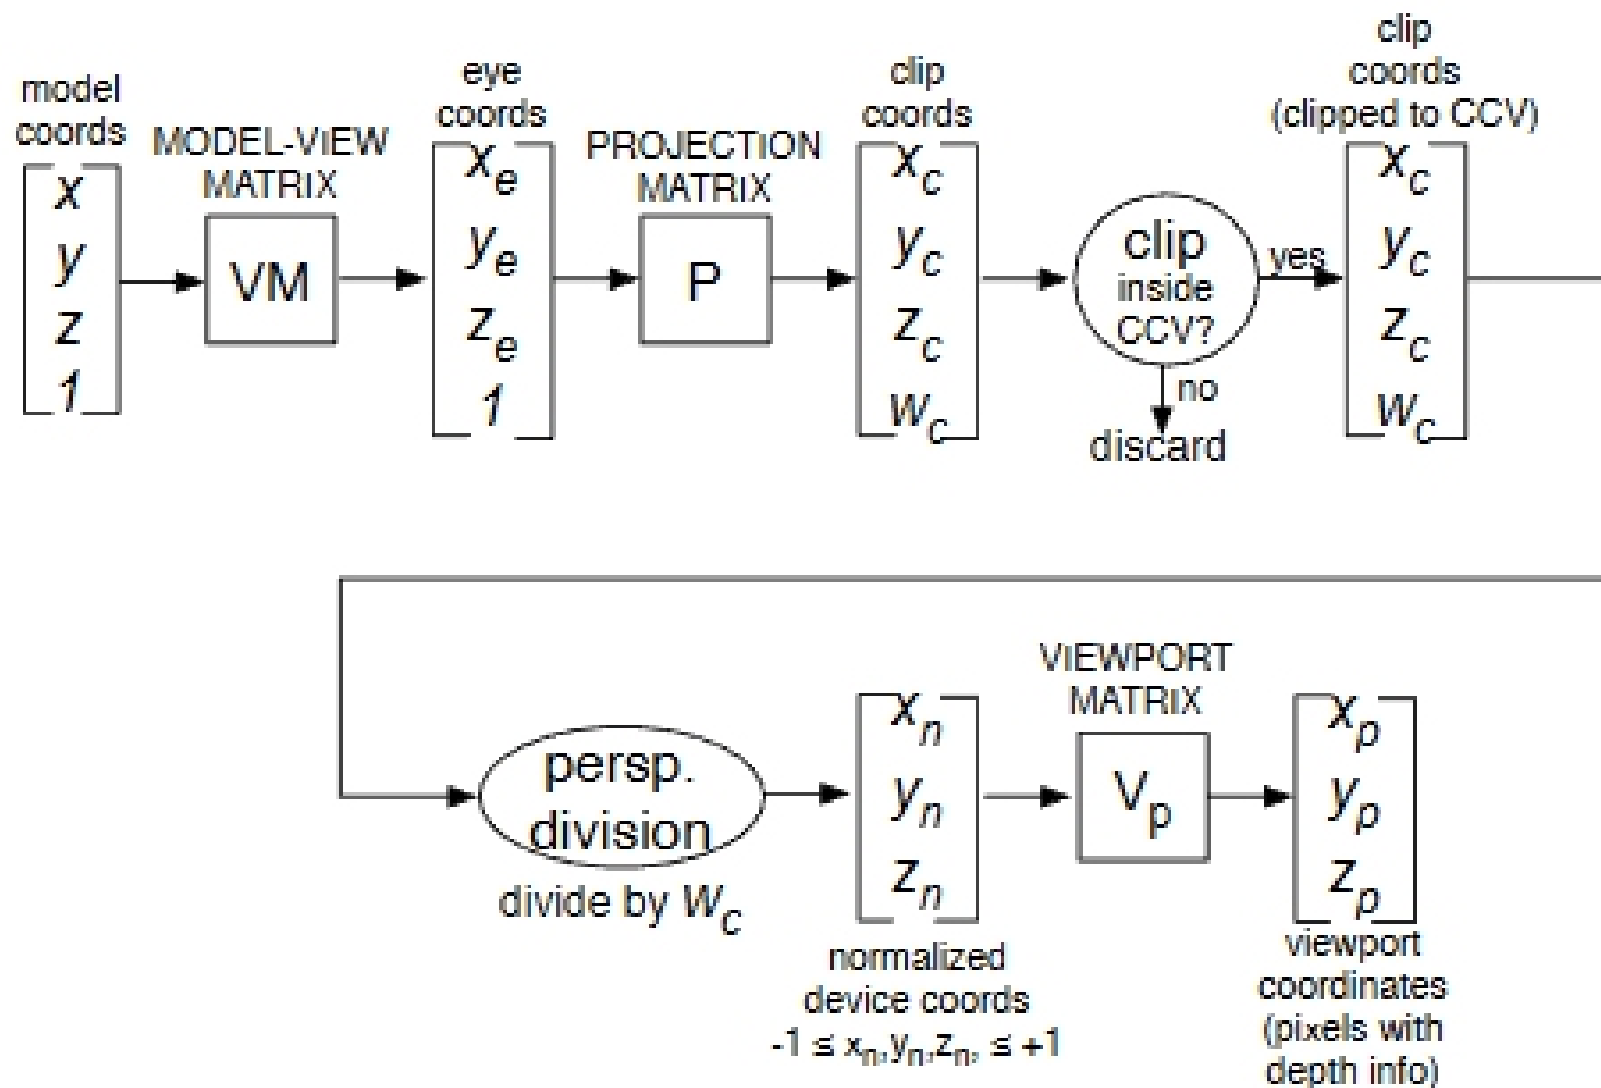 model
coords
x
y
z
1
MODEL-VIEW
MATRIX
VM
eye
coords
xe
ye
ze
1
PROJECTION
MATRIX
P
clip
coords
xc
yc
zc
wc
clip
inside
CCV?
yes
no
discard
clip
coords
(clipped to CCV)
xc
yc
zc
wc
persp.
division
divide by Wc
xn
yn
zn
normalized
device coords
-1 ≤ xn,yn,zn, ≤ +1
VIEWPORT
MATRIX
Vp
xp
yp
zp
viewport
coordinates
(pixels with
depth info)